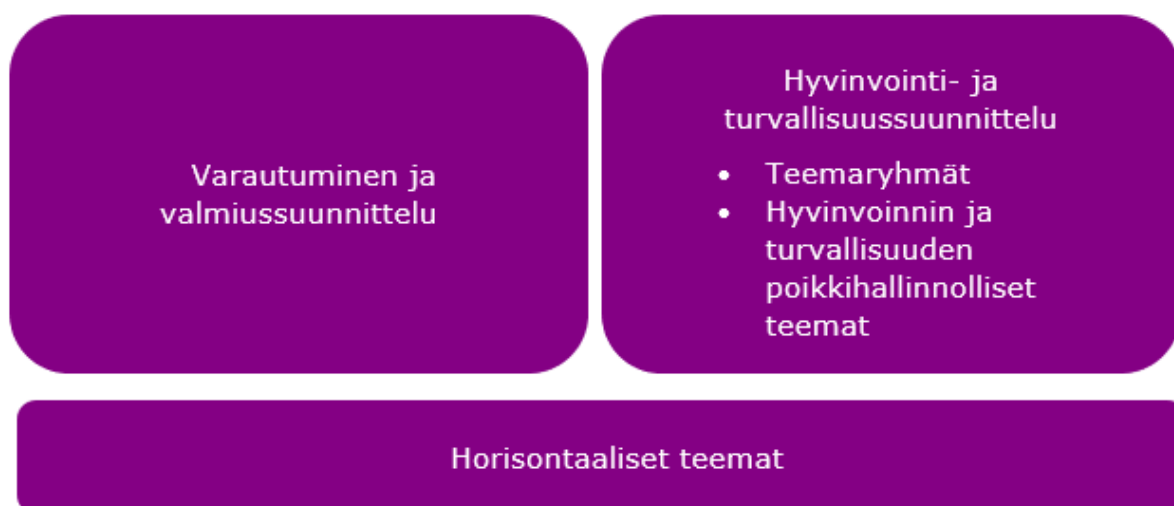 Varautuminen ja
valmiussuunnittelu
Hyvinvointi- ja
turvallisuussuunnittelu
• Teemaryhmät
• Hyvinvoinnin ja
turvallisuuden
poikkihallinnolliset
teemat
Horisontaaliset teemat